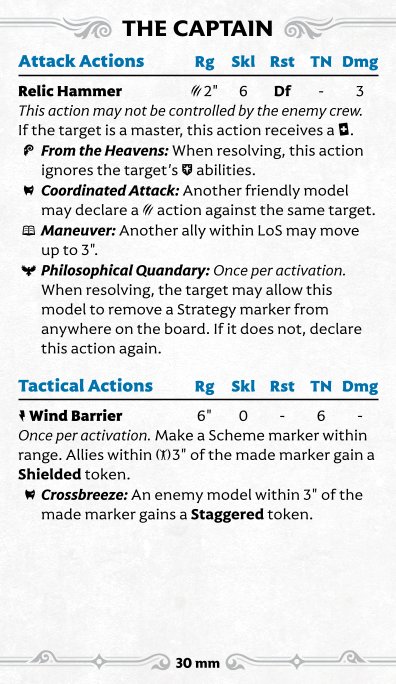 THE CAPTAIN
Attack Actions Rg Skl Rst TN Dmg
Relic Hammer 2" 6 Df - 3
This action may not be controlled by the enemy crew.
If the target is a master, this action receives a .
From the Heavens: When resolving, this action
ignores the target's abilities.
Coordinated Attack: Another friendly model
may declare a action against the same target.
Maneuver: Another ally within LoS may move
up to 3".
Philosophical Quandary: Once per activation.
When resolving, the target may allow this
model to remove a Strategy marker from
anywhere on the board. If it does not, declare
this action again.
Tactical Actions Rg Skl Rst TN Dmg
Wind Barrier 6" 0 - 6 -
Once per activation. Make a Scheme marker within
range. Allies within 3" of the made marker gain a
Shielded token.
Crossbreeze: An enemy model within 3" of the
made marker gains a Staggered token.
30 mm